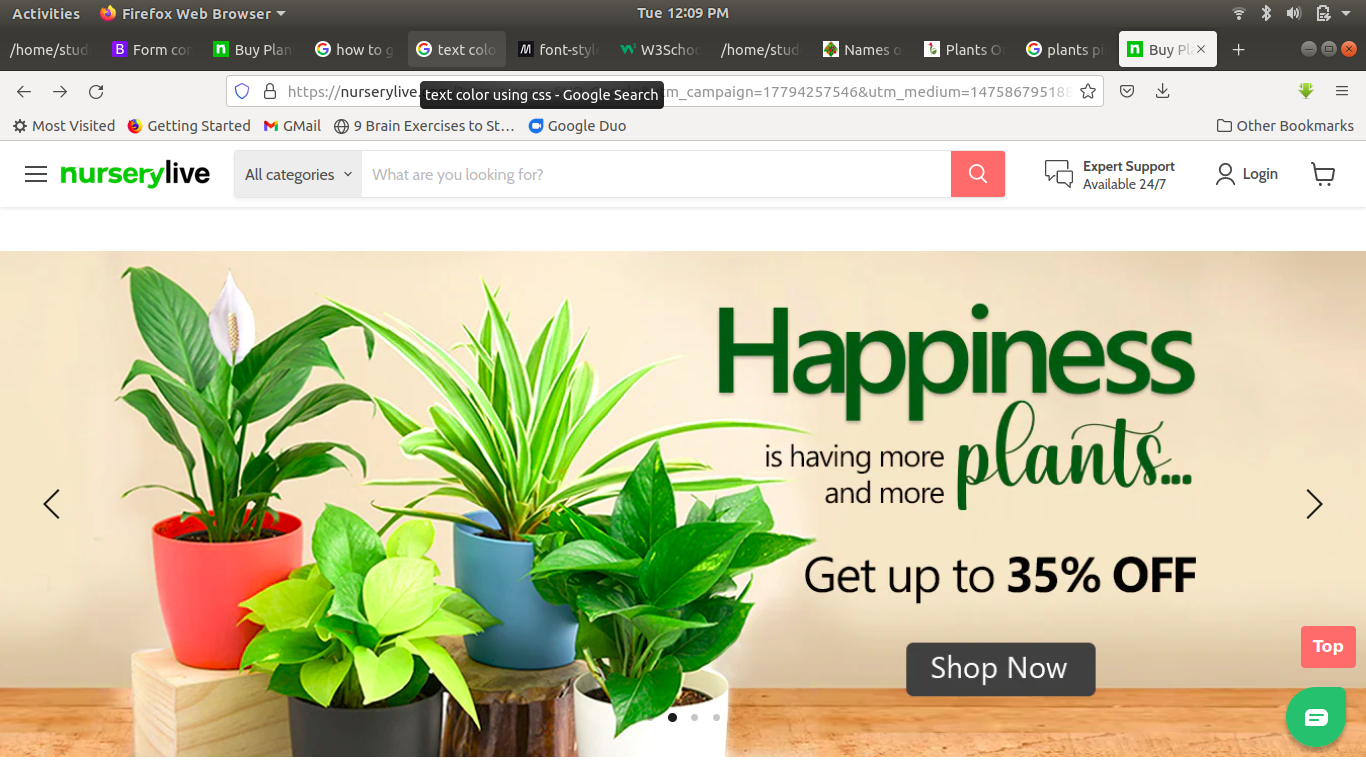 Activities Firefox Web Browser Tue 12:09 PM
/home/stud Form con Buy Plan how to g text colo font-style W3Schoo /home/stud Names o Plants O plants pi Buy Pl
https://nurserylive. tm_campaign=17794257546&utm_medium=147586795188
text color using css - Google Search
Most Visited Getting Started GMail 9 Brain Exercises to St… Google Duo Other Bookmarks
nurserylive All categories What are you looking for? Expert Support Login
Available 24/7
Happiness
is having more plants...
and more
Get up to 35% OFF
Shop Now
Top